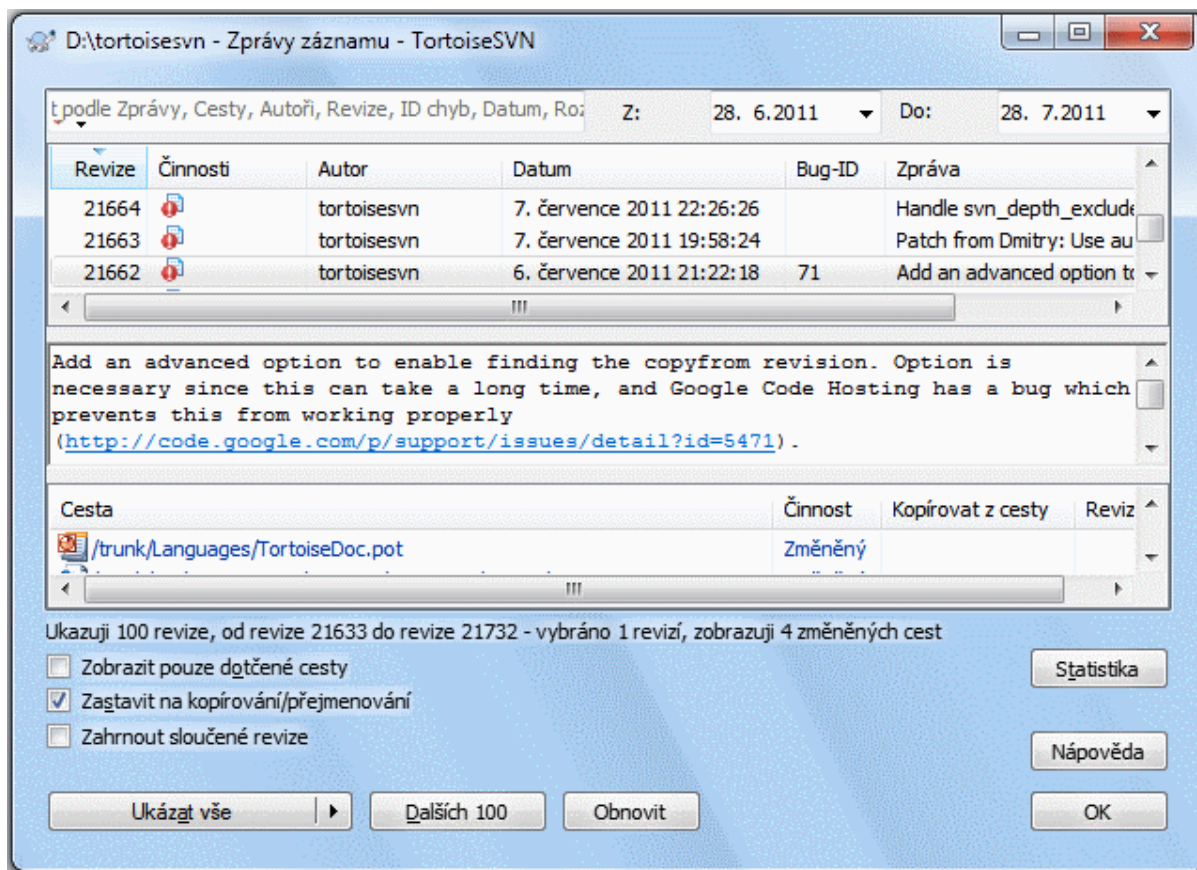 D:\tortoisesvn - Zprávy záznamu - TortoiseSVN
podle Zprávy, Cesty, Autoři, Revize, ID chyb, Datum, Z: 28. 6.2011 Do: 28. 7.2011
Revize Činnosti Autor Datum Bug-ID Zpráva
21664 tortoisesvn 7. července 2011 22:26:26 Handle svn_depth_exclude
21663 tortoisesvn 7. července 2011 19:58:24 Patch from Dmitry: Use au
21662 tortoisesvn 6. července 2011 21:22:18 71 Add an advanced option to
Add an advanced option to enable finding the copyfrom revision. Option is
necessary since this can take a long time, and Google Code Hosting has a bug which
prevents this from working properly
(http://code.google.com/p/support/issues/detail?id=5471).
Cesta Činnost Kopírovat z cesty Reviz
/trunk/Languages/TortoiseDoc.pot Změněný
Ukazuji 100 revize, od revize 21633 do revize 21732 - vybráno 1 revizí, zobrazuji 4 změněných cest
Zobrazit pouze dotčené cesty
Statistika
Zastavit na kopírování/přejmenování
Zahrnout sloučené revize
Nápověda
Ukázat vše Dalších 100 Obnovit OK